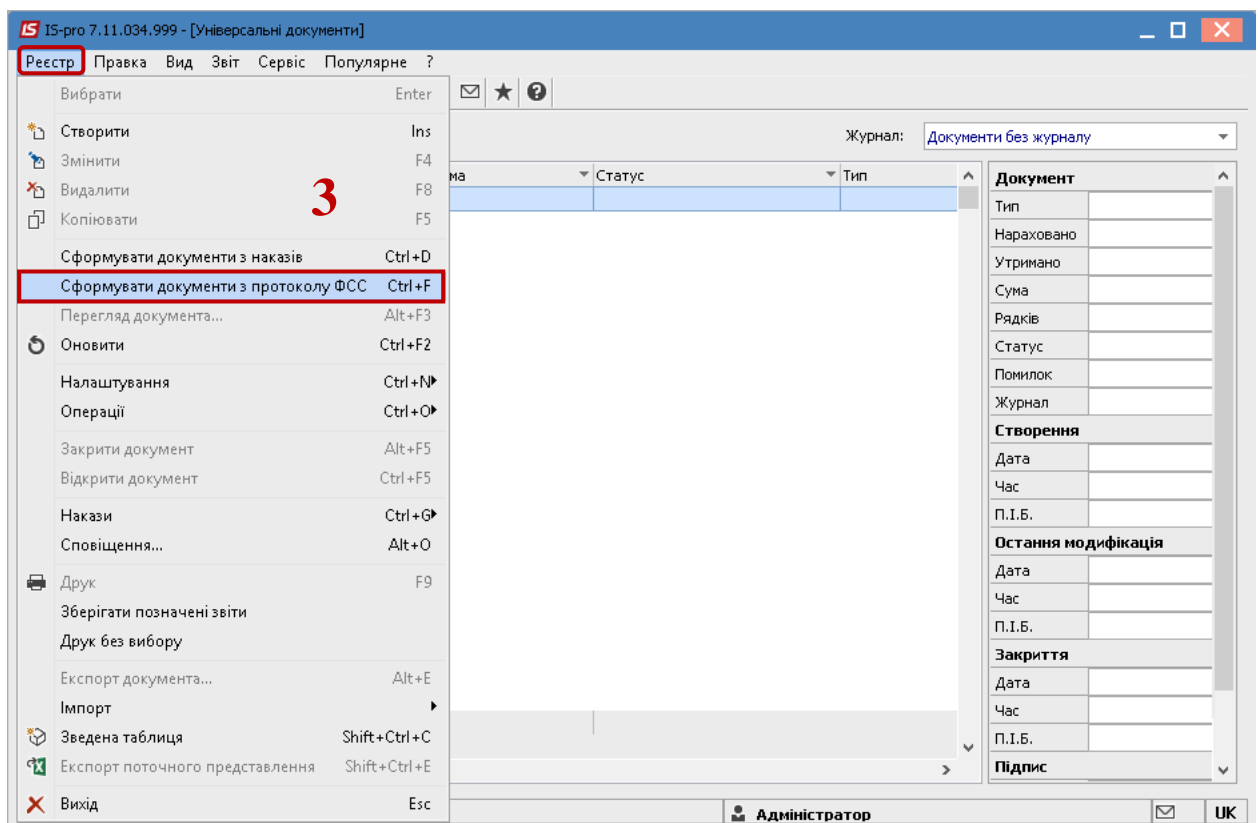 IS-pro 7.11.034.999 - [Універсальні документи]
Реєстр Правка Вид Звіт Сервіс Популярне ?
Вибрати Enter
Створити Ins
Змінити F4
Видалити F8
Копіювати F5
3
Сформувати документи з наказів Ctrl+D
Сформувати документи з протоколу ФСС Ctrl+F
Перегляд документа... Alt+F3
Оновити Ctrl+F2
Налаштування Ctrl+N
Операції Ctrl+O
Закрити документ Alt+F5
Відкрити документ Ctrl+F5
Накази Ctrl+G
Сповіщення... Alt+O
Друк F9
Зберігати позначені звіти
Друк без вибору
Експорт документа... Alt+E
Імпорт
Зведена таблиця Shift+Ctrl+C
Експорт поточного представлення Shift+Ctrl+E
Вихід Esc
Журнал: Документи без журналу
ма Статус Тип
Документ
Тип
Нараховано
Утримано
Сума
Рядків
Статус
Помилок
Журнал
Створення
Дата
Час
П.І.Б.
Остання модифікація
Дата
Час
П.І.Б.
Закриття
Дата
Час
П.І.Б.
Підпис
Адміністратор UK